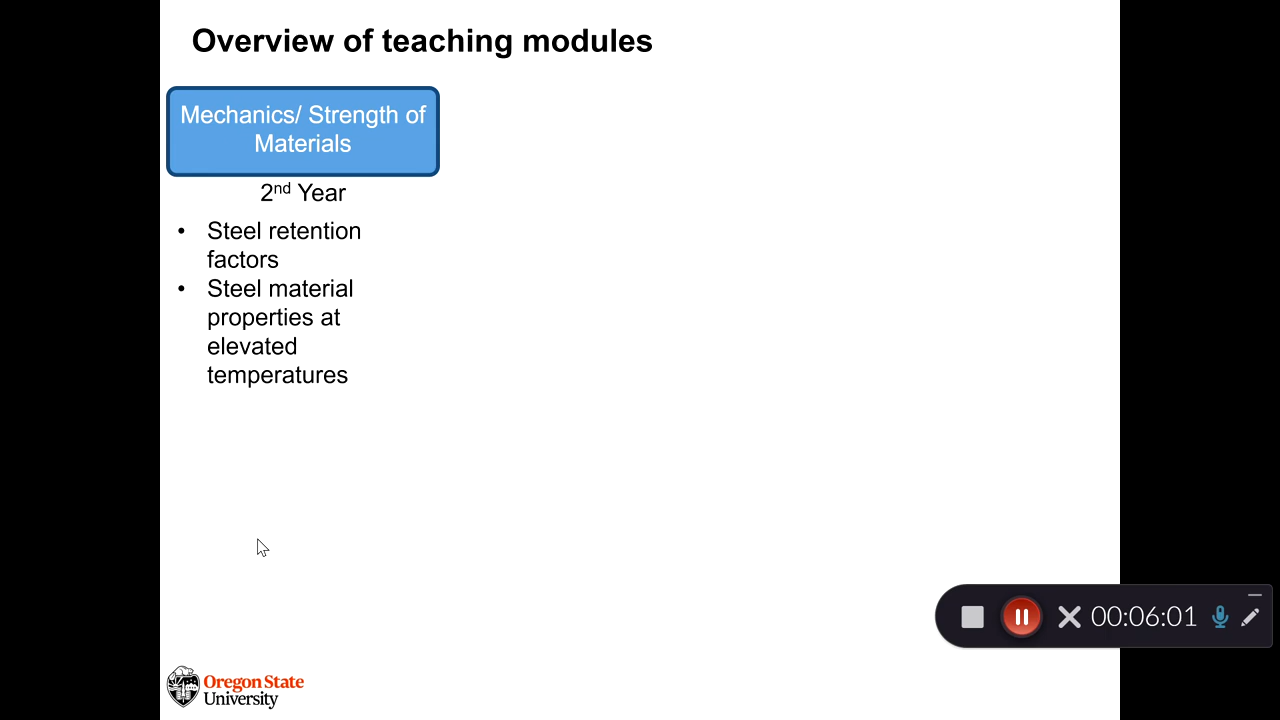 Overview of teaching modules
Mechanics/ Strength of
Materials
2nd Year
• Steel retention
factors
• Steel material
properties at
elevated
temperatures
00:06:01
Oregon State
University